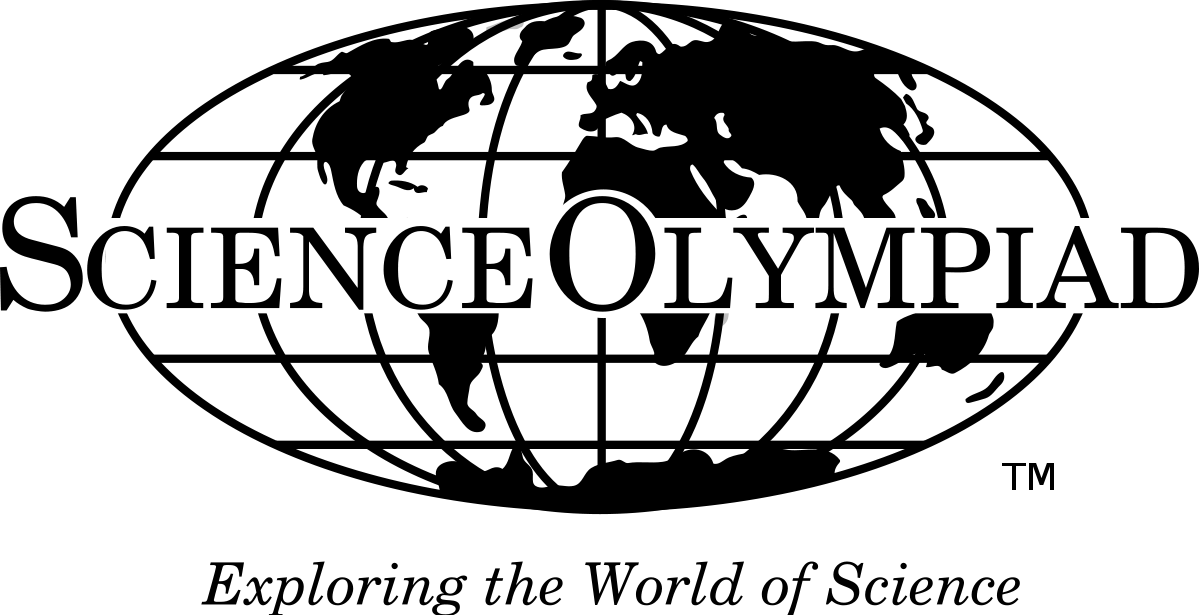 SCIENCE OLYMPIAD
TM
Exploring the World of Science